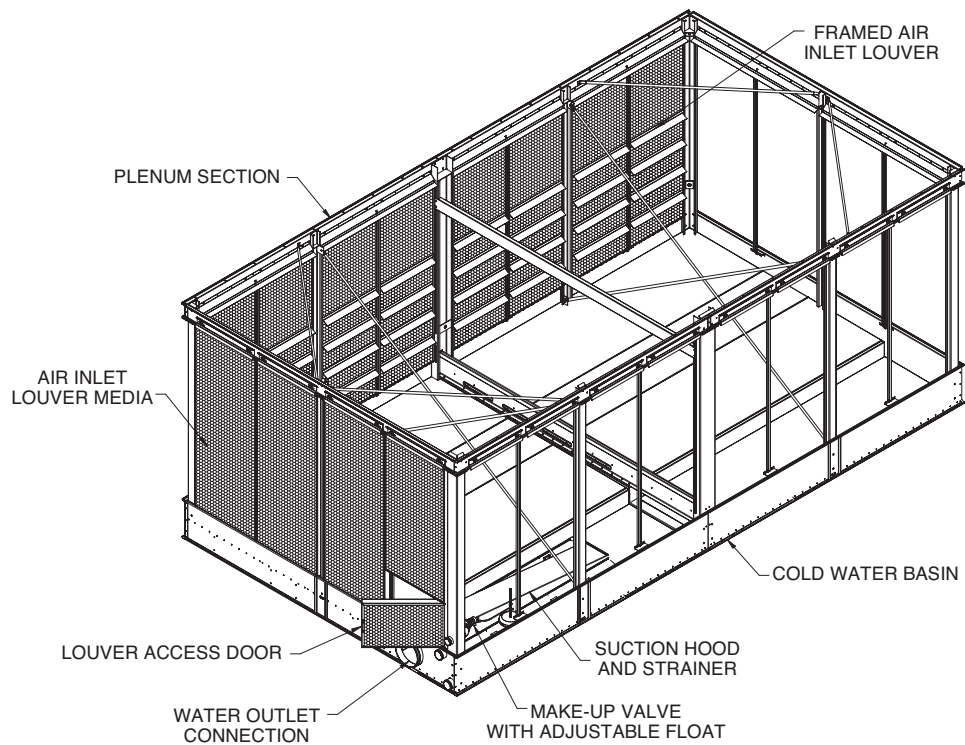 FRAMED AIR
INLET LOUVER
PLENUM SECTION
AIR INLET
LOUVER MEDIA
COLD WATER BASIN
LOUVER ACCESS DOOR
SUCTION HOOD
AND STRAINER
WATER OUTLET
CONNECTION
MAKE-UP VALVE
WITH ADJUSTABLE FLOAT